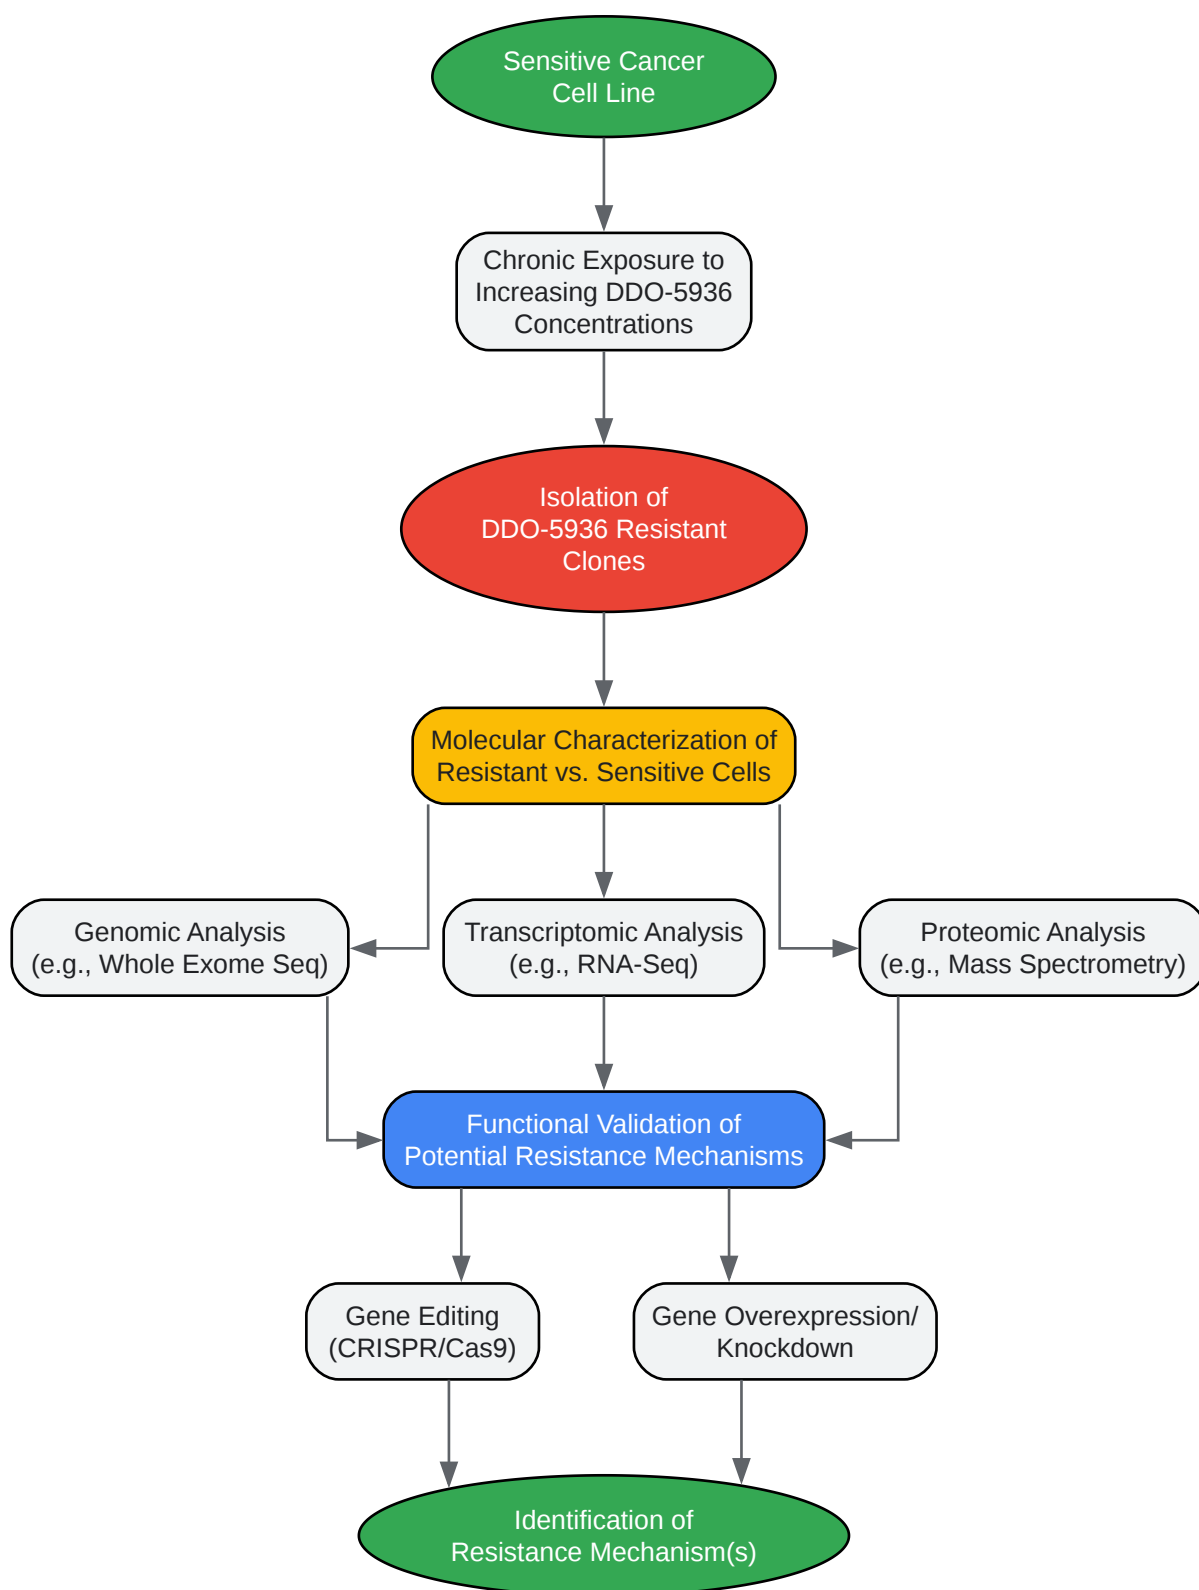 Sensitive Cancer
Cell Line
Chronic Exposure to
Increasing DDO-5936
Concentrations
Isolation of
DDO-5936 Resistant
Clones
Molecular Characterization of
Resistant vs. Sensitive Cells
Genomic Analysis
(e.g., Whole Exome Seq)
Transcriptomic Analysis
(e.g., RNA-Seq)
Proteomic Analysis
(e.g., Mass Spectrometry)
Functional Validation of
Potential Resistance Mechanisms
Gene Editing
(CRISPR/Cas9)
Gene Overexpression/
Knockdown
Identification of
Resistance Mechanism(s)